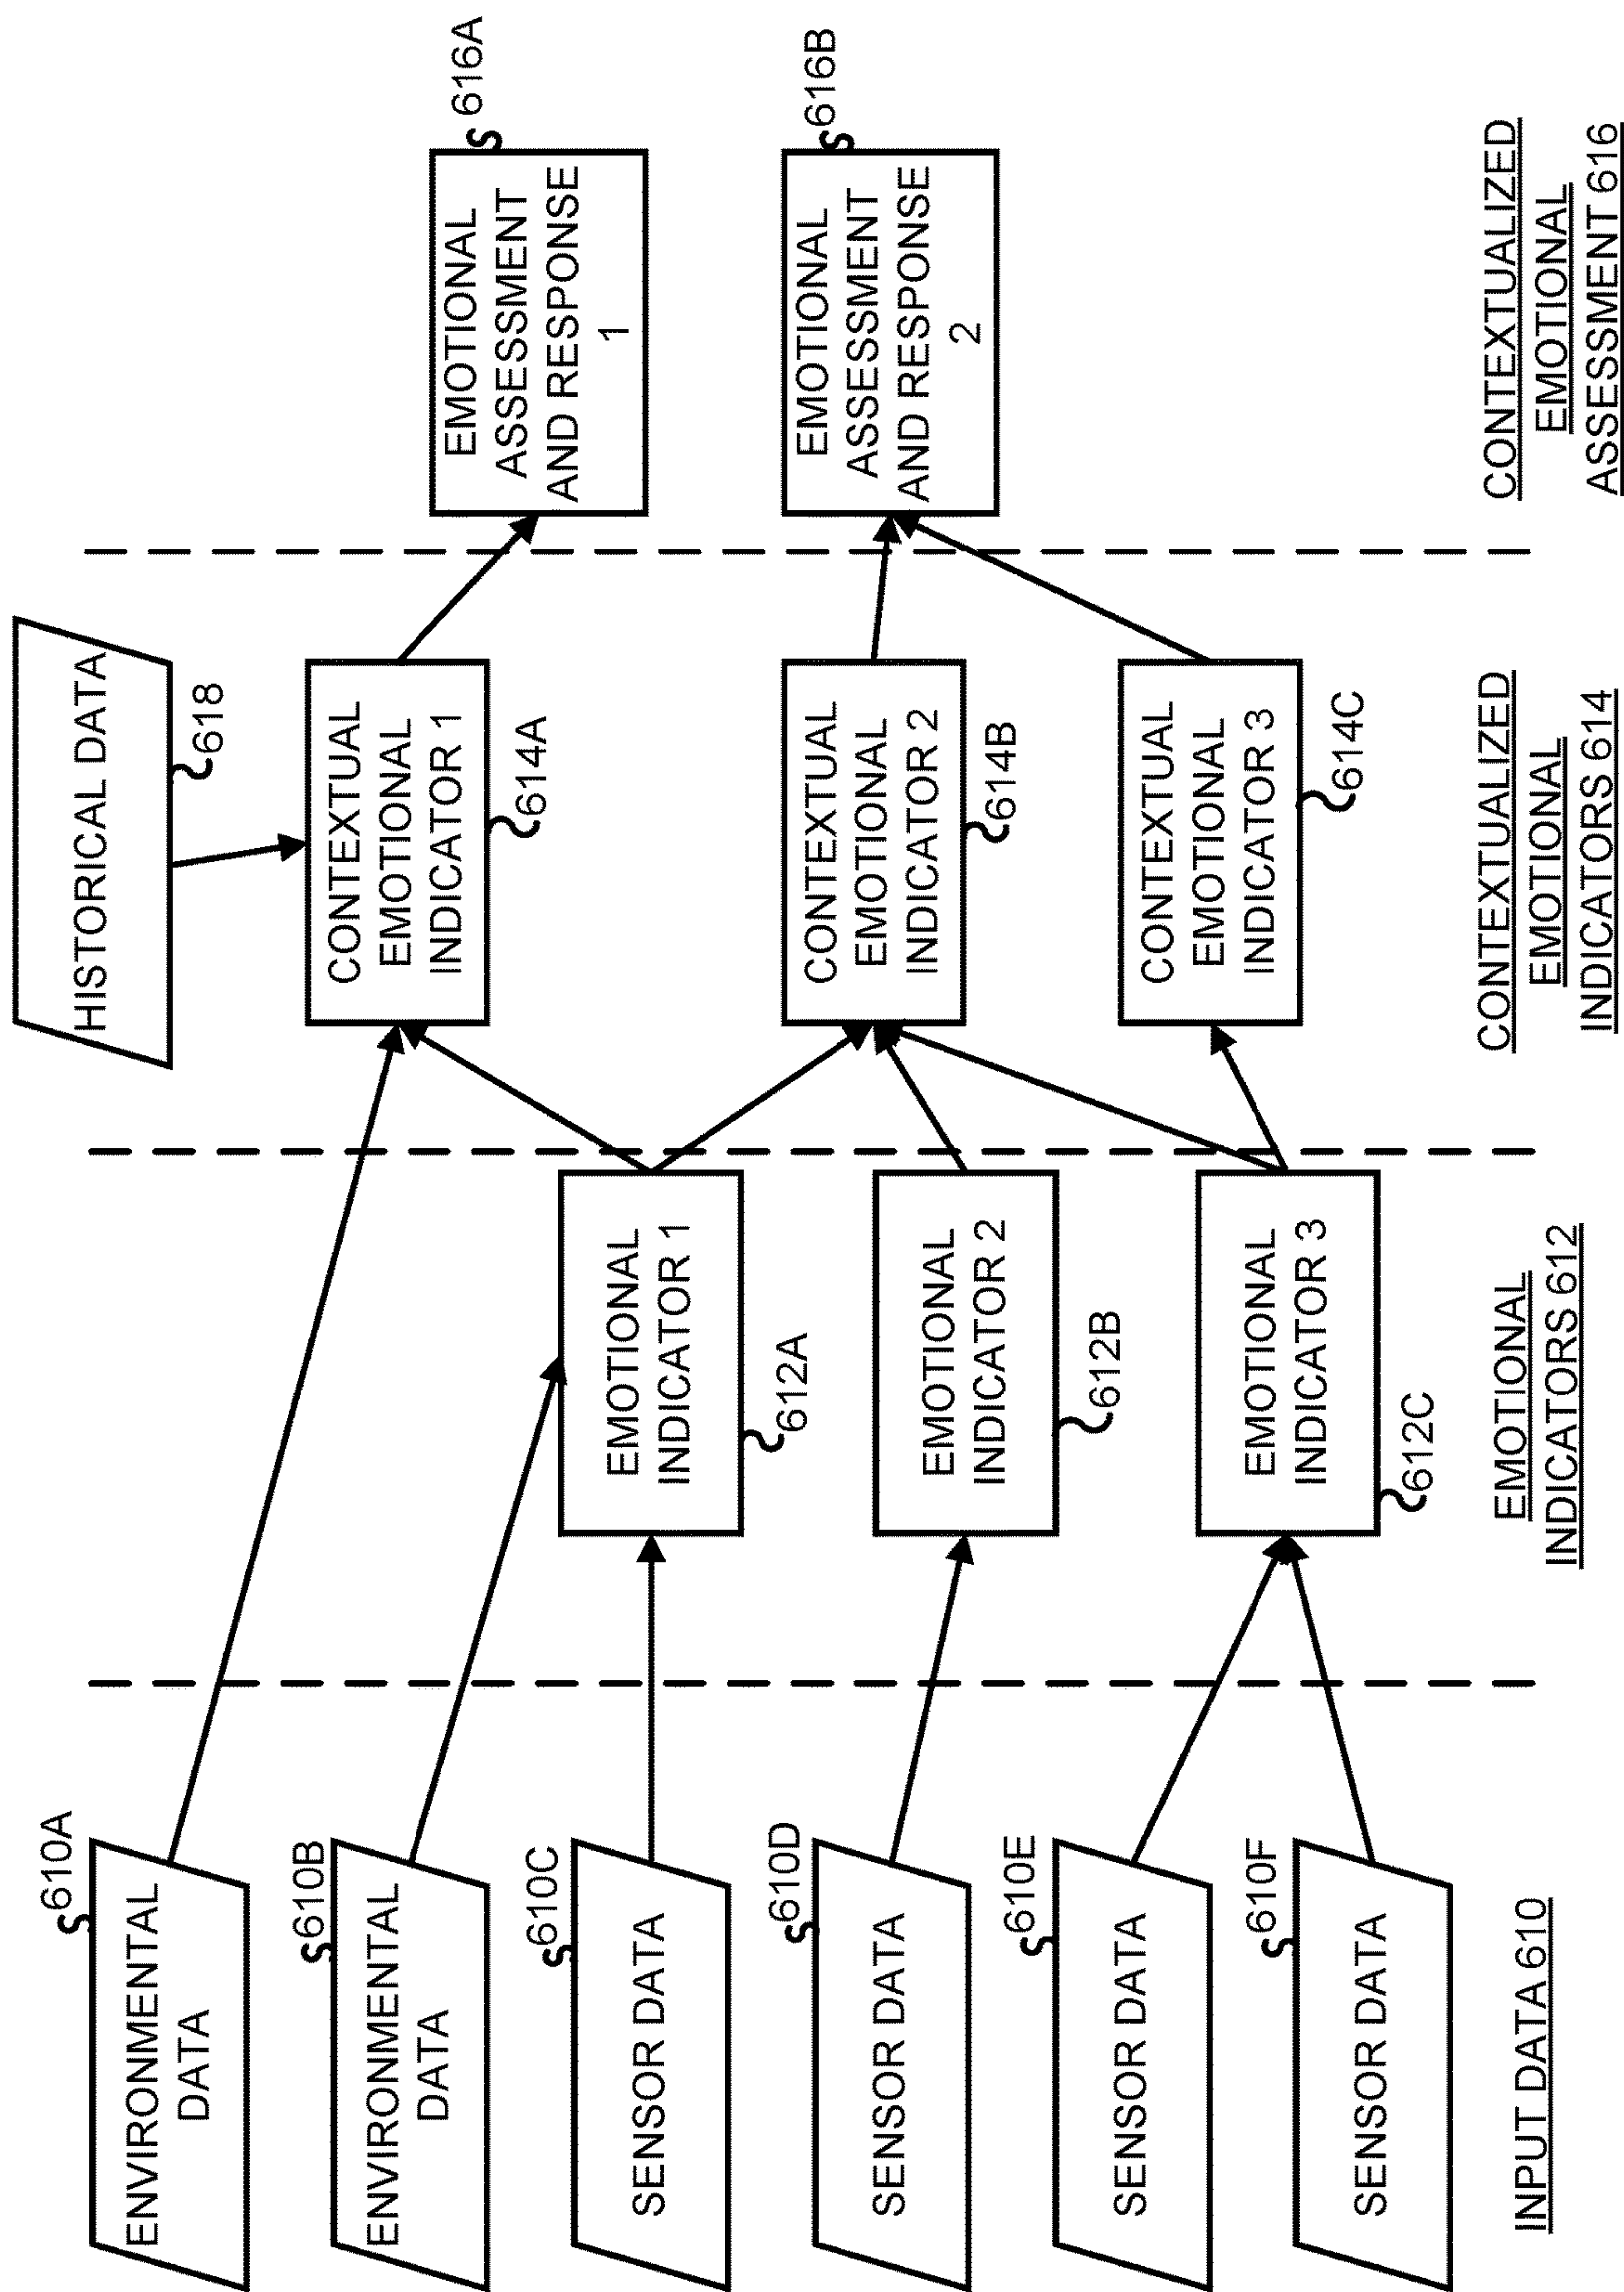 610A
ENVIRONMENTAL
DATA
610B
ENVIRONMENTAL
DATA
610C
SENSOR DATA
610D
SENSOR DATA
610E
SENSOR DATA
610F
SENSOR DATA
INPUT DATA 610
EMOTIONAL
INDICATOR 1
612A
EMOTIONAL
INDICATOR 2
612B
EMOTIONAL
INDICATOR 3
612C
EMOTIONAL
INDICATORS 612
HISTORICAL DATA
618
CONTEXTUAL
EMOTIONAL
INDICATOR 1
614A
CONTEXTUAL
EMOTIONAL
INDICATOR 2
614B
CONTEXTUAL
EMOTIONAL
INDICATOR 3
614C
CONTEXTUALIZED
EMOTIONAL
INDICATORS 614
616A
EMOTIONAL
ASSESSMENT
AND RESPONSE
1
616B
EMOTIONAL
ASSESSMENT
AND RESPONSE
2
CONTEXTUALIZED
EMOTIONAL
ASSESSMENT 616